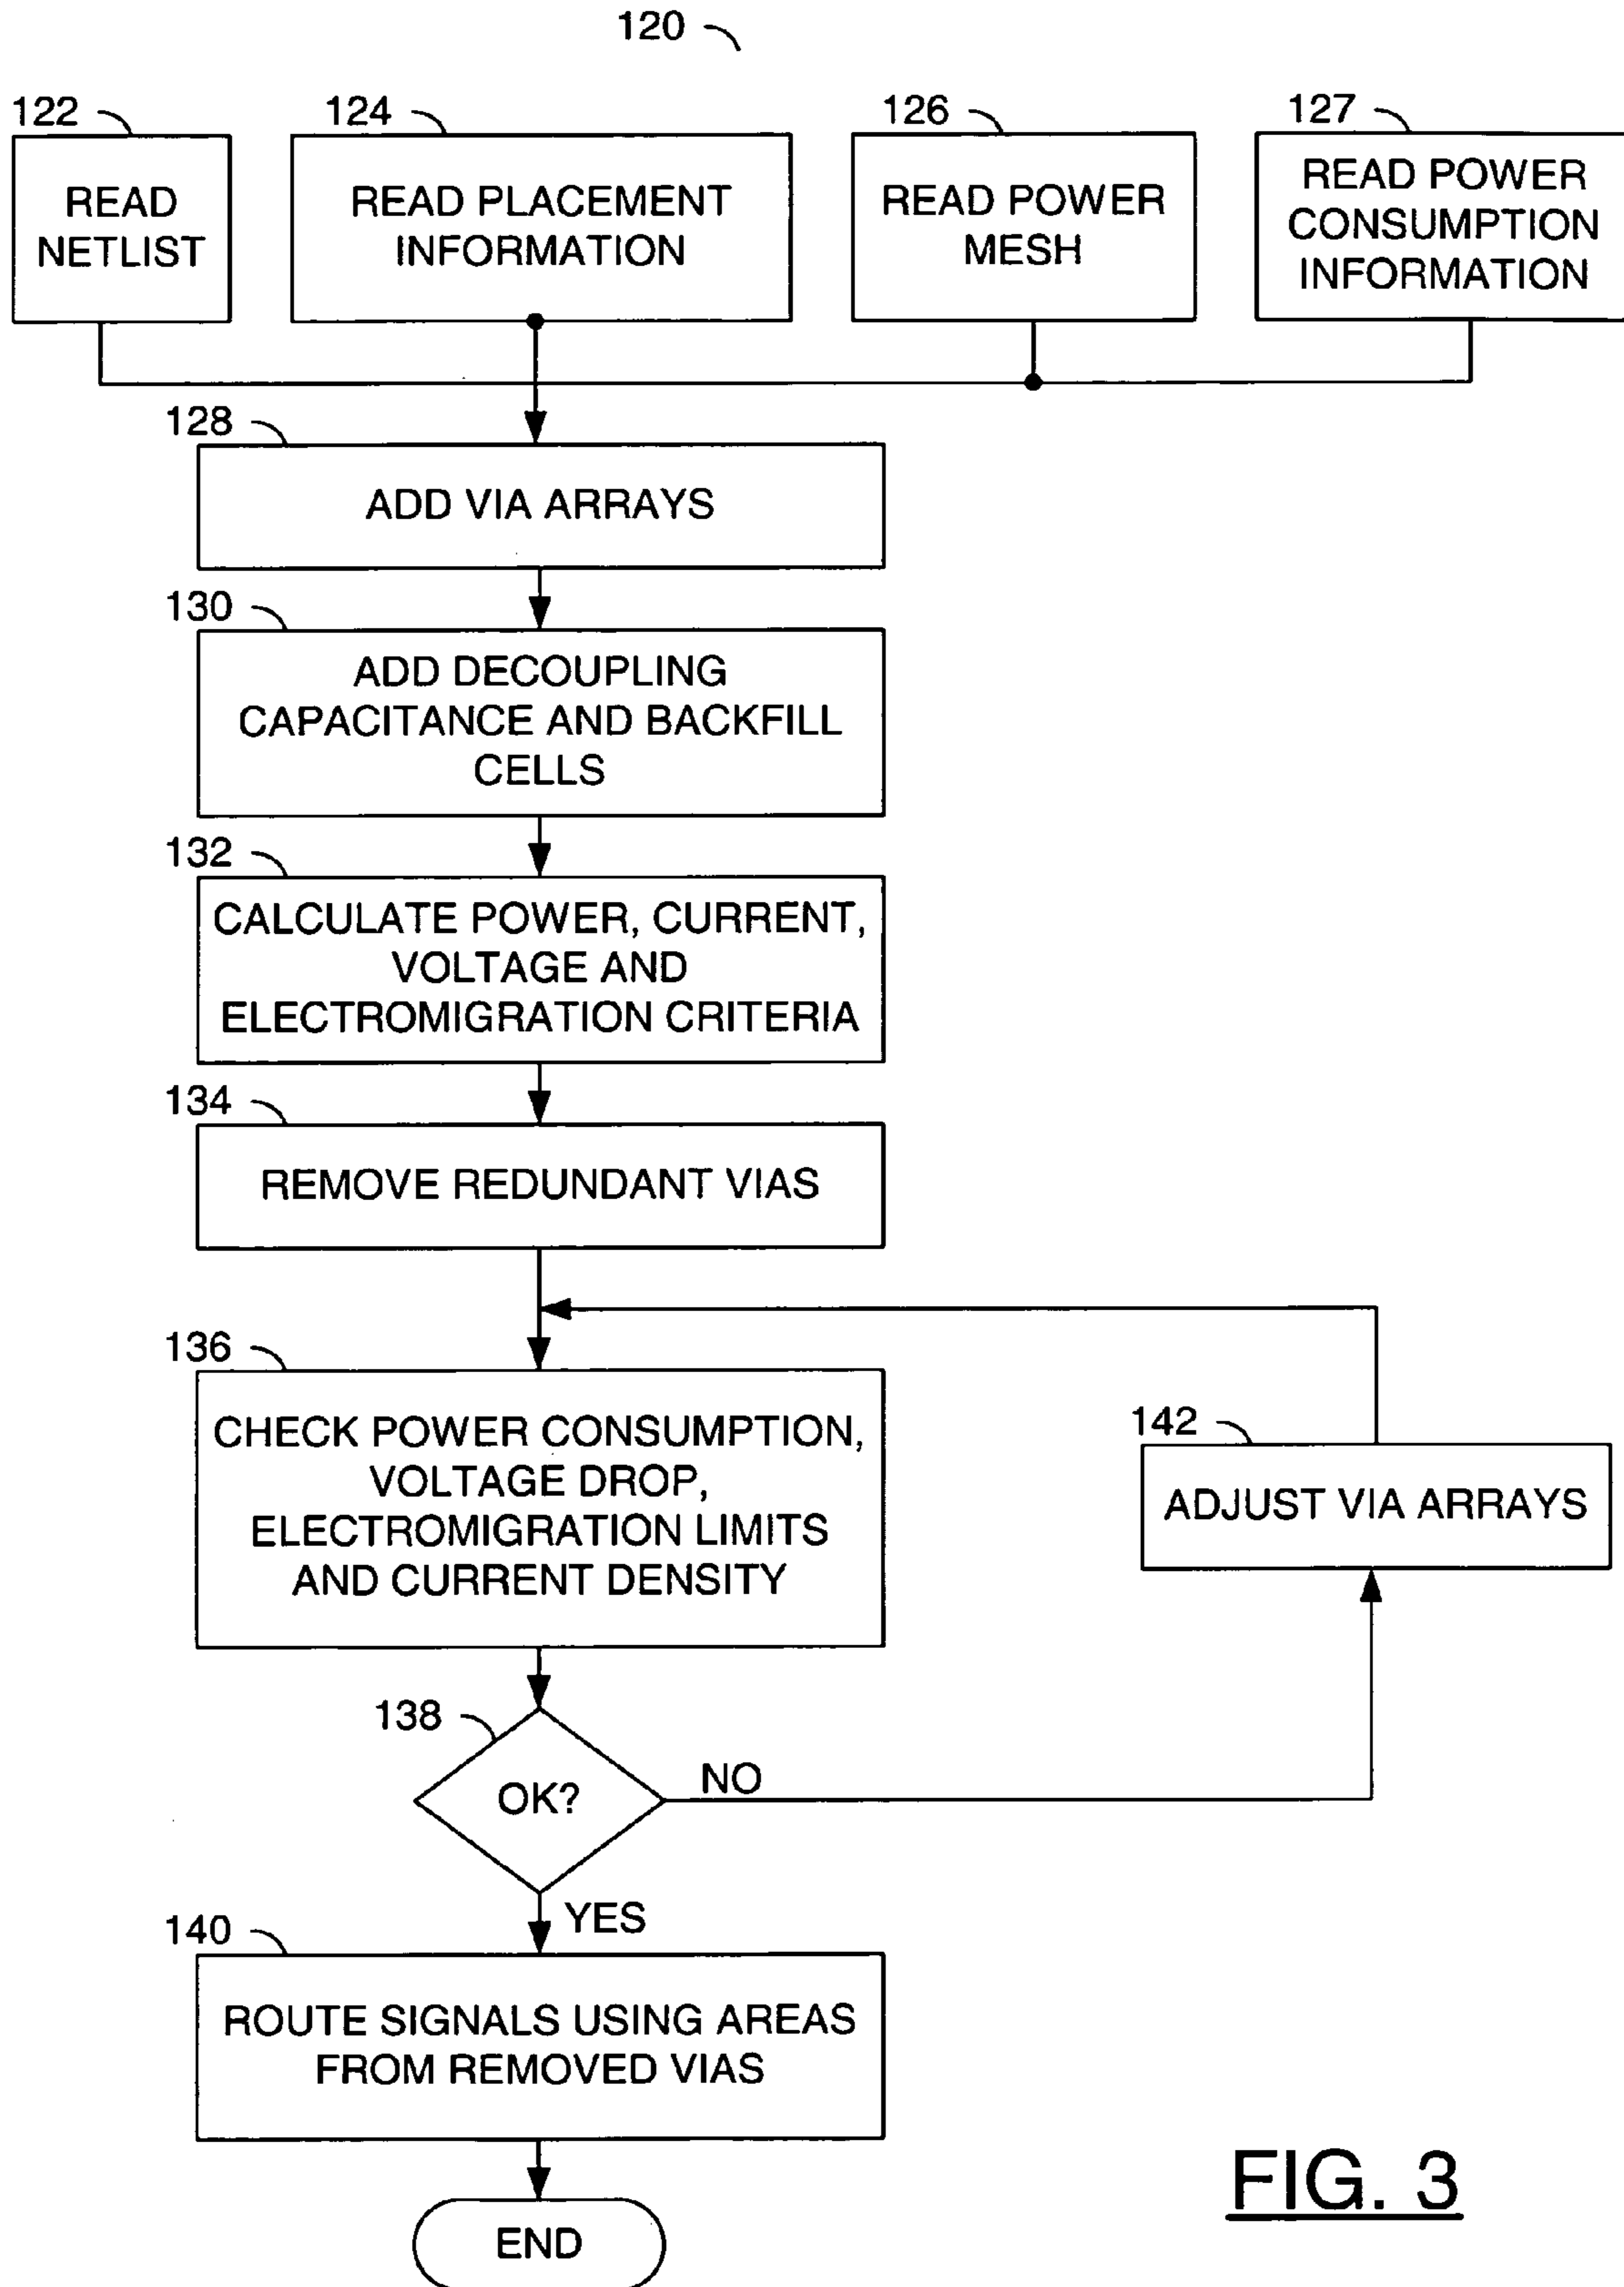 120
122
124
126
127
READ
NETLIST
READ PLACEMENT
INFORMATION
READ POWER
MESH
READ POWER
CONSUMPTION
INFORMATION
128
ADD VIA ARRAYS
130
ADD DECOUPLING
CAPACITANCE AND BACKFILL
CELLS
132
CALCULATE POWER, CURRENT,
VOLTAGE AND
ELECTROMIGRATION CRITERIA
134
REMOVE REDUNDANT VIAS
136
CHECK POWER CONSUMPTION,
VOLTAGE DROP,
ELECTROMIGRATION LIMITS
AND CURRENT DENSITY
142
ADJUST VIA ARRAYS
138
OK?
NO
YES
140
ROUTE SIGNALS USING AREAS
FROM REMOVED VIAS
END
FIG. 3